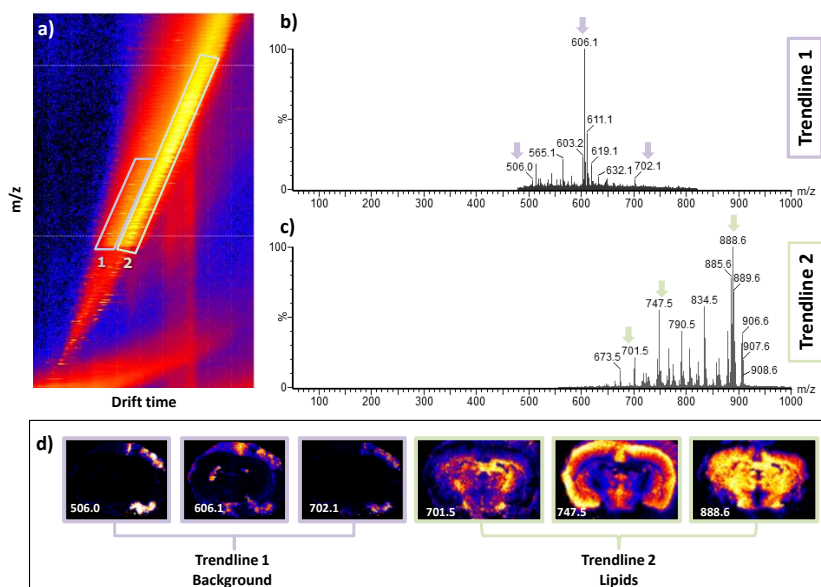 a)
m/z
1
2
Drift time
b)
100
%
0
606.1
611.1
603.2
565.1
619.1
506.0
632.1
702.1
100 200 300 400 500 600 700 800 900 1000
Trendline 1
c)
100
%
0
888.6
885.6
889.6
747.5
834.5
790.5
906.6
701.5
673.5
907.6
908.6
100 200 300 400 500 600 700 800 900 1000
Trendline 2
d)
506.0
606.1
702.1
701.5
747.5
888.6
Trendline 1
Background
Trendline 2
Lipids